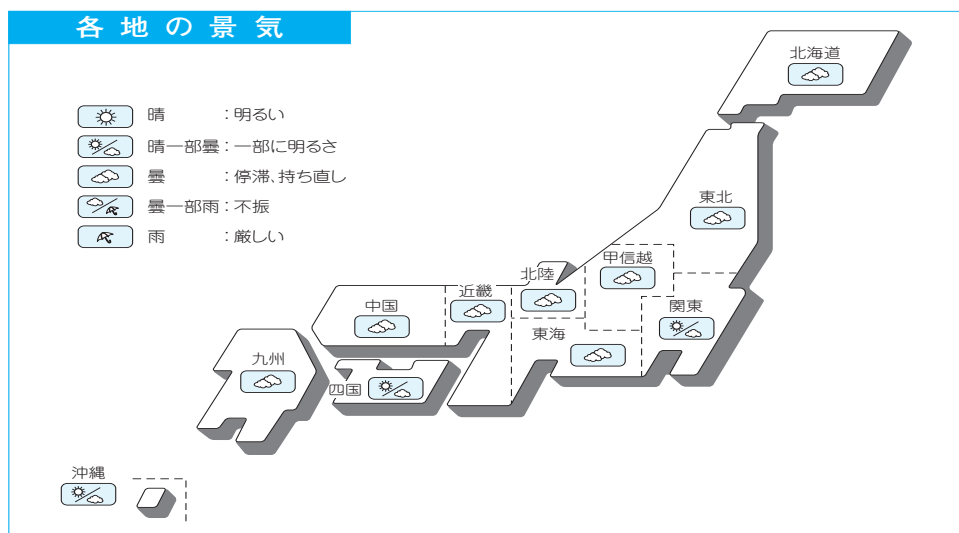 各地の景気
晴 ：明るい
晴一部曇：一部に明るさ
曇 ：停滞、持ち直し
曇一部雨：不振
雨 ：厳しい
北海道
東北
甲信越
北陸
近畿
中国
関東
東海
九州
四国
沖縄